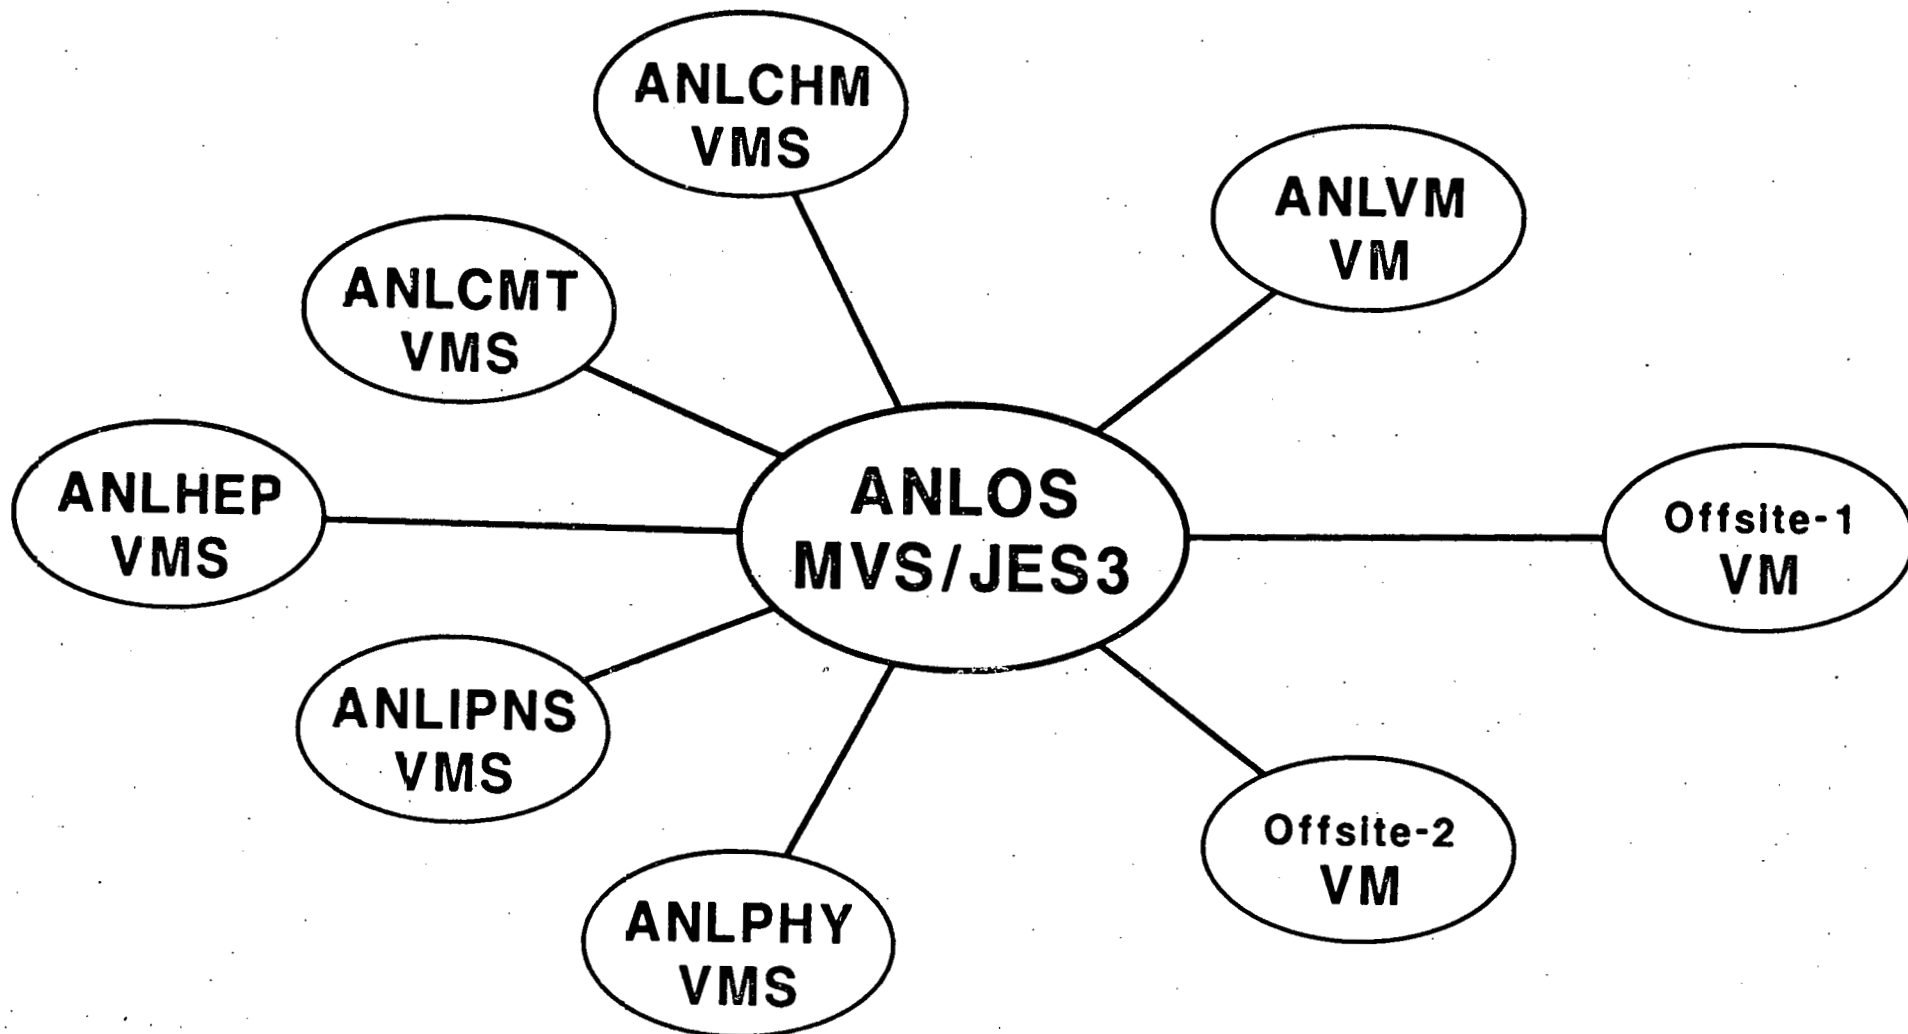 ANLCHM
VMS
ANLVM
VM
ANLCMT
VMS
ANLHEP
VMS
ANLOS
MVS/JES3
Offsite-1
VM
ANLIPNS
VMS
Offsite-2
VM
ANLPHY
VMS